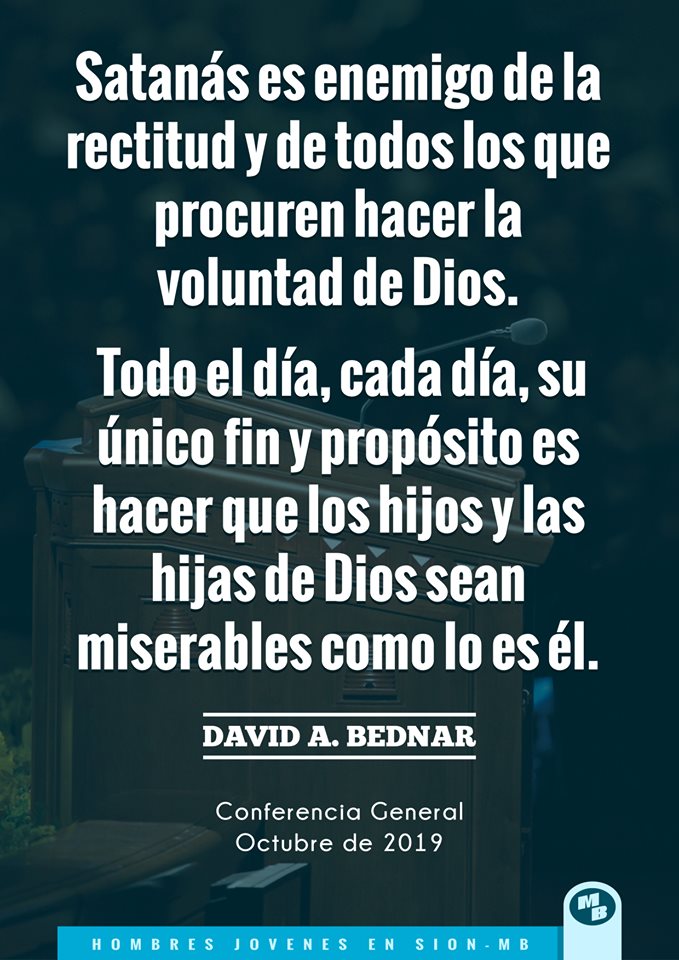 Satanás es enemigo de la
rectitud y de todos los que
procuren hacer la
voluntad de Dios.
Todo el día, cada día, su
único fin y propósito es
hacer que los hijos y las
hijas de Dios sean
miserables como lo es él.
DAVID A. BEDNAR
Conferencia General
Octubre de 2019
MB
HOMBRES JOVENES EN SION-MB